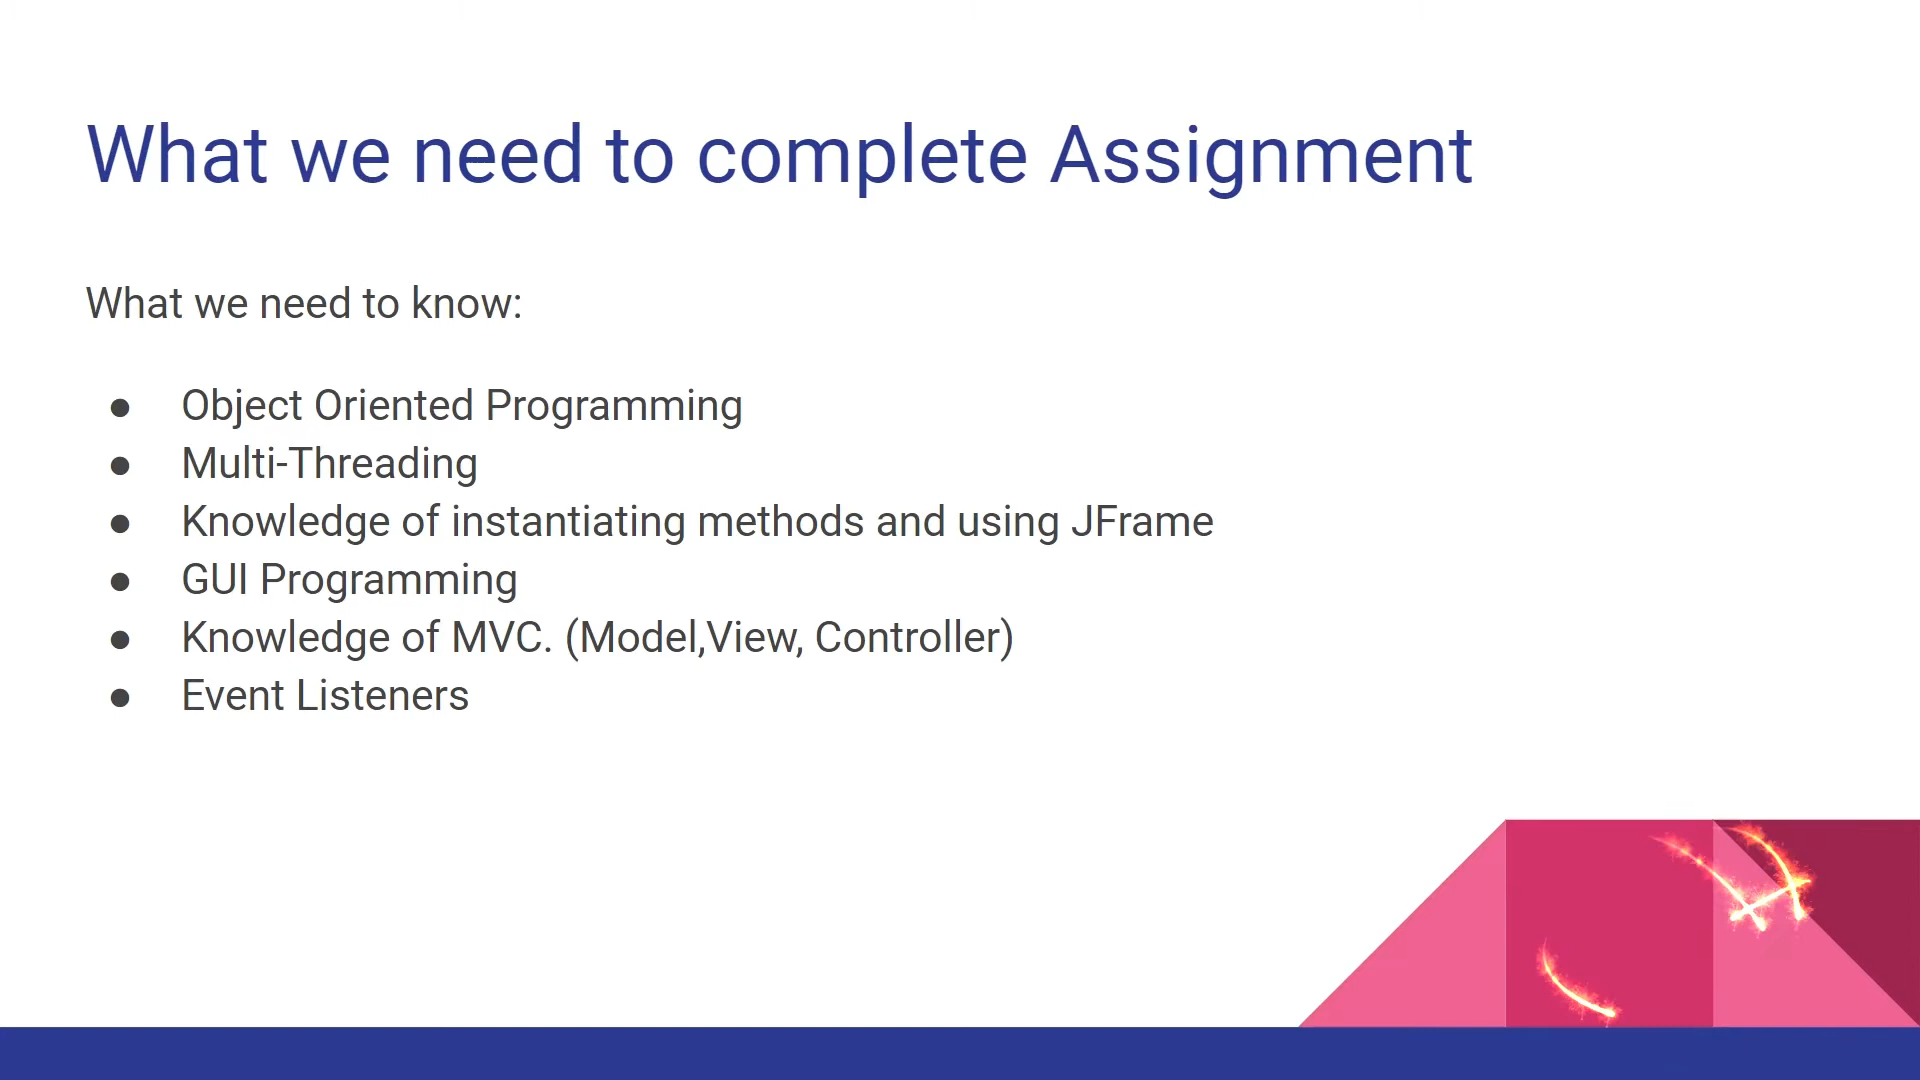 What we need to complete Assignment
What we need to know:
● Object Oriented Programming
● Multi-Threading
● Knowledge of instantiating methods and using JFrame
● GUI Programming
● Knowledge of MVC. (Model,View, Controller)
● Event Listeners